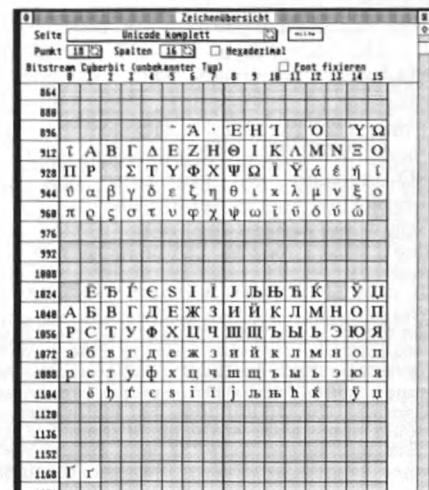 Zeichenübersicht
Seite Unicode komplett
Punkt 18 Spalten 16 Hexadezimal
Bitstream Cyberbit (unbekannter Typ) Font fixieren
0 1 2 3 4 5 6 7 8 9 10 11 12 13 14 15
864
880
896 ΄ Ά · Έ Ή Ί Ό Ύ Ώ
912 ΐ Α Β Γ Δ Ε Ζ Η Θ Ι Κ Λ Μ Ν Ξ Ο
928 Π Ρ Σ Τ Υ Φ Χ Ψ Ω Ϊ Ϋ ά έ ή ί
944 ΰ α β γ δ ε ζ η θ ι κ λ μ ν ξ ο
960 π ρ ς σ τ υ φ χ ψ ω ϊ ϋ ό ύ ώ
976
992
1008
1024 Ё Ђ Ѓ Є Ѕ І Ї Ј Љ Њ Ћ Ќ Ў Џ
1040 А Б В Г Д Е Ж З И Й К Л М Н О П
1056 Р С Т У Ф Х Ц Ч Ш Щ Ъ Ы Ь Э Ю Я
1072 а б в г д е ж з и й к л м н о п
1088 р с т у ф х ц ч ш щ ъ ы ь э ю я
1104 ё ђ ѓ є ѕ і ї ј љ њ ћ ќ ў џ
1120
1136
1152
1168 Ґ ґ